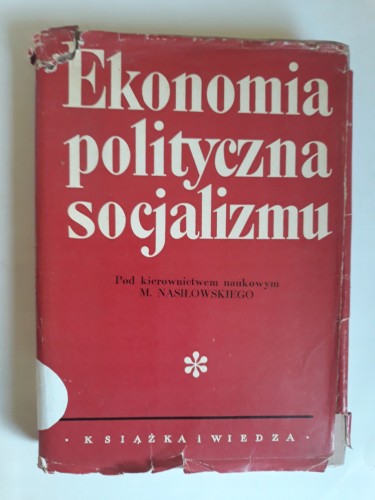 Ekonomia
polityczna
socjalizmu
Pod kierownictwem naukowym
M. NASIŁOWSKIEGO
*
· KSIĄŻKA i WIEDZA ·